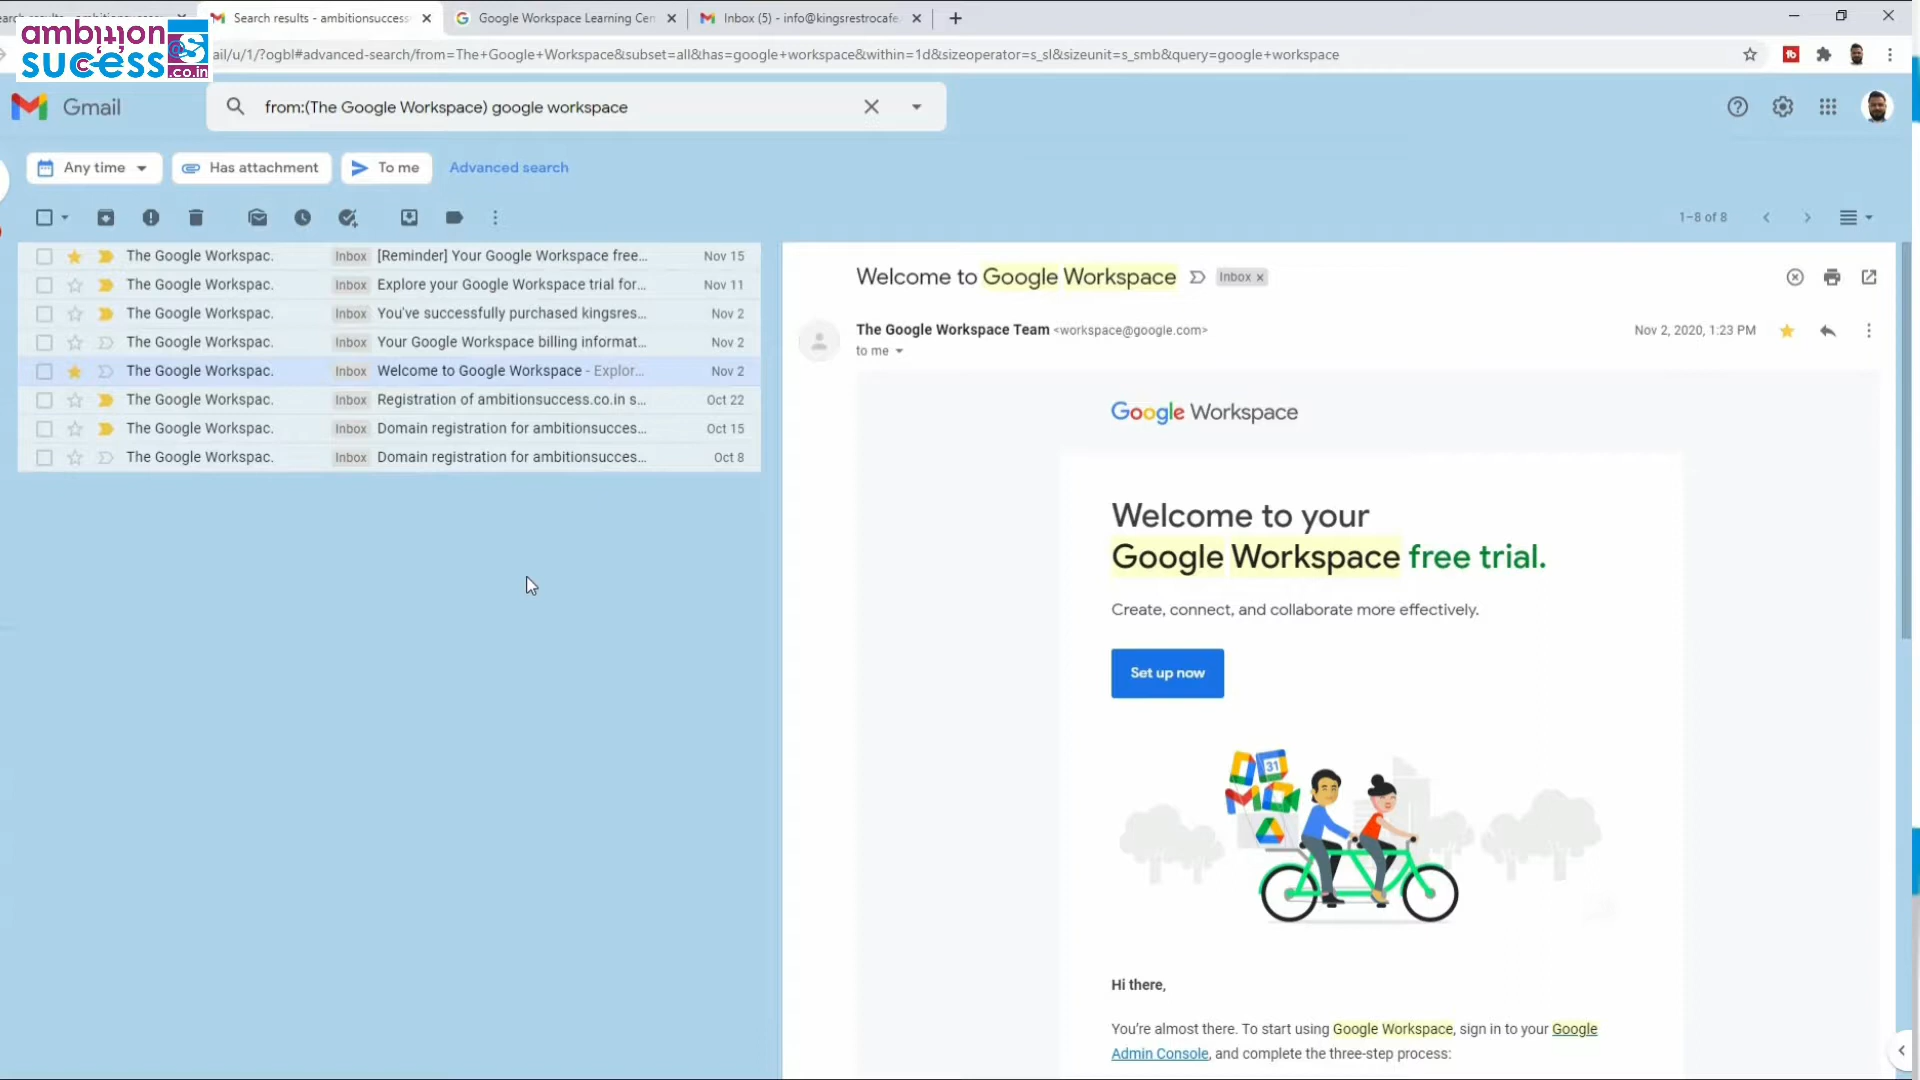 Search results - ambitionsuccess
Google Workspace Learning Cen
Inbox (5) - info@kingsrestrocafe
ambition
sucess
.co.in
ail/u/1/?ogbl#advanced-search/from=The+Google+Workspace&subset=all&has=google+workspace&within=1d&sizeoperator=s_sl&sizeunit=s_smb&query=google+workspace
Gmail
from:(The Google Workspace) google workspace
Any time
Has attachment
To me
Advanced search
1–8 of 8
The Google Workspac. Inbox [Reminder] Your Google Workspace free... Nov 15
The Google Workspac. Inbox Explore your Google Workspace trial for... Nov 11
The Google Workspac. Inbox You've successfully purchased kingsres... Nov 2
The Google Workspac. Inbox Your Google Workspace billing informat... Nov 2
The Google Workspac. Inbox Welcome to Google Workspace - Explor... Nov 2
The Google Workspac. Inbox Registration of ambitionsuccess.co.in s... Oct 22
The Google Workspac. Inbox Domain registration for ambitionsucces... Oct 15
The Google Workspac. Inbox Domain registration for ambitionsucces... Oct 8
Welcome to Google Workspace Inbox x
The Google Workspace Team <workspace@google.com> Nov 2, 2020, 1:23 PM
to me
Google Workspace
Welcome to your
Google Workspace free trial.
Create, connect, and collaborate more effectively.
Set up now
31
Hi there,
You're almost there. To start using Google Workspace, sign in to your Google
Admin Console, and complete the three-step process: